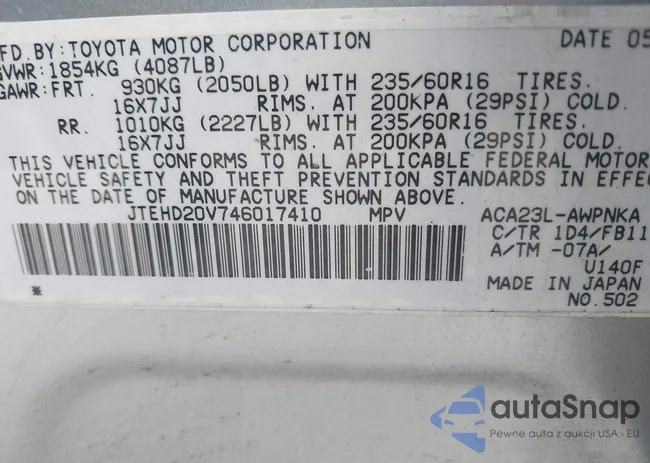 MFD. BY: TOYOTA MOTOR CORPORATION DATE 05
GVWR: 1854KG (4087LB)
GAWR: FRT. 930KG (2050LB) WITH 235/60R16 TIRES.
16X7JJ RIMS. AT 200KPA (29PSI) COLD.
RR. 1010KG (2227LB) WITH 235/60R16 TIRES.
16X7JJ RIMS. AT 200KPA (29PSI) COLD.
THIS VEHICLE CONFORMS TO ALL APPLICABLE FEDERAL MOTOR
VEHICLE SAFETY AND THEFT PREVENTION STANDARDS IN EFFE
ON THE DATE OF MANUFACTURE SHOWN ABOVE.
JTEHD20V746017410 MPV ACA23L-AWPNKA
C/TR 1D4/FB11
A/TM -07A/
U140F
MADE IN JAPAN
NO. 502
*
autoSnap
Pewne auta z aukcji USA i EU